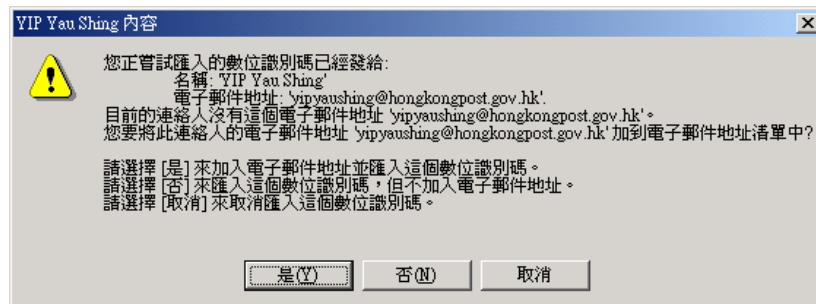 YIP Yau Shing 內容
您正嘗試匯入的數位識別碼已經發給:
名稱: 'YIP Yau Shing'
電子郵件地址: 'yipyaushing@hongkongpost.gov.hk'.
目前的連絡人沒有這個電子郵件地址 'yipyaushing@hongkongpost.gov.hk'。
您要將此連絡人的電子郵件地址 'yipyaushing@hongkongpost.gov.hk' 加到電子郵件地址清單中?
請選擇 [是] 來加入電子郵件地址並匯入這個數位識別碼。
請選擇 [否] 來匯入這個數位識別碼，但不加入電子郵件地址。
請選擇 [取消] 來取消匯入這個數位識別碼。
是(Y) 否(N) 取消